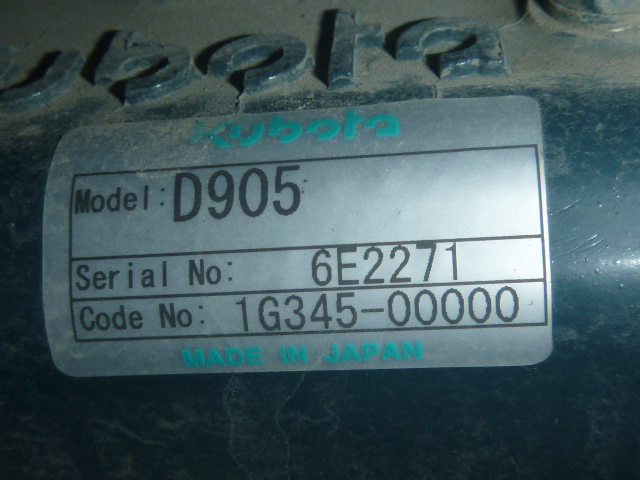 Kubota
Kubota
Model: D905
Serial No: 6E2271
Code No: 1G345-00000
MADE IN JAPAN